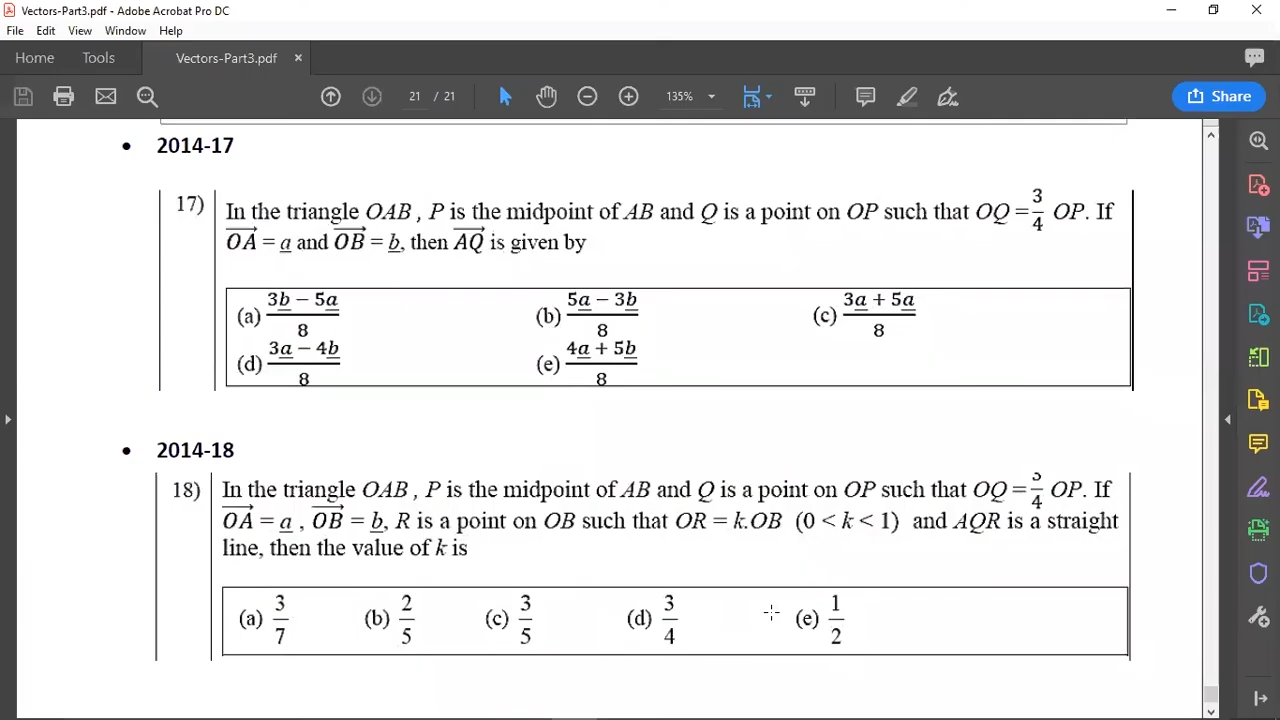 Vectors-Part3.pdf - Adobe Acrobat Pro DC
File Edit View Window Help
Home Tools Vectors-Part3.pdf ×
21 / 21 135% Share
• 2014-17
17) In the triangle OAB , P is the midpoint of AB and Q is a point on OP such that OQ = 3/4 OP. If
OA = a and OB = b, then AQ is given by
(a) 3b − 5a / 8 (b) 5a − 3b / 8 (c) 3a + 5a / 8
(d) 3a − 4b / 8 (e) 4a + 5b / 8
• 2014-18
18) In the triangle OAB , P is the midpoint of AB and Q is a point on OP such that OQ = 3/4 OP. If
OA = a , OB = b, R is a point on OB such that OR = k.OB (0 < k < 1) and AQR is a straight
line, then the value of k is
(a) 3/7 (b) 2/5 (c) 3/5 (d) 3/4 (e) 1/2